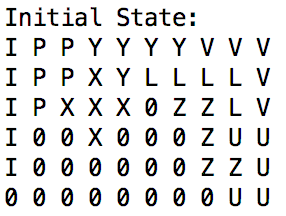 Initial State:
I P P Y Y Y Y V V V
I P P X Y L L L L V
I P X X X 0 Z Z L V
I 0 0 X 0 0 0 Z U U
I 0 0 0 0 0 0 Z Z U
0 0 0 0 0 0 0 0 U U